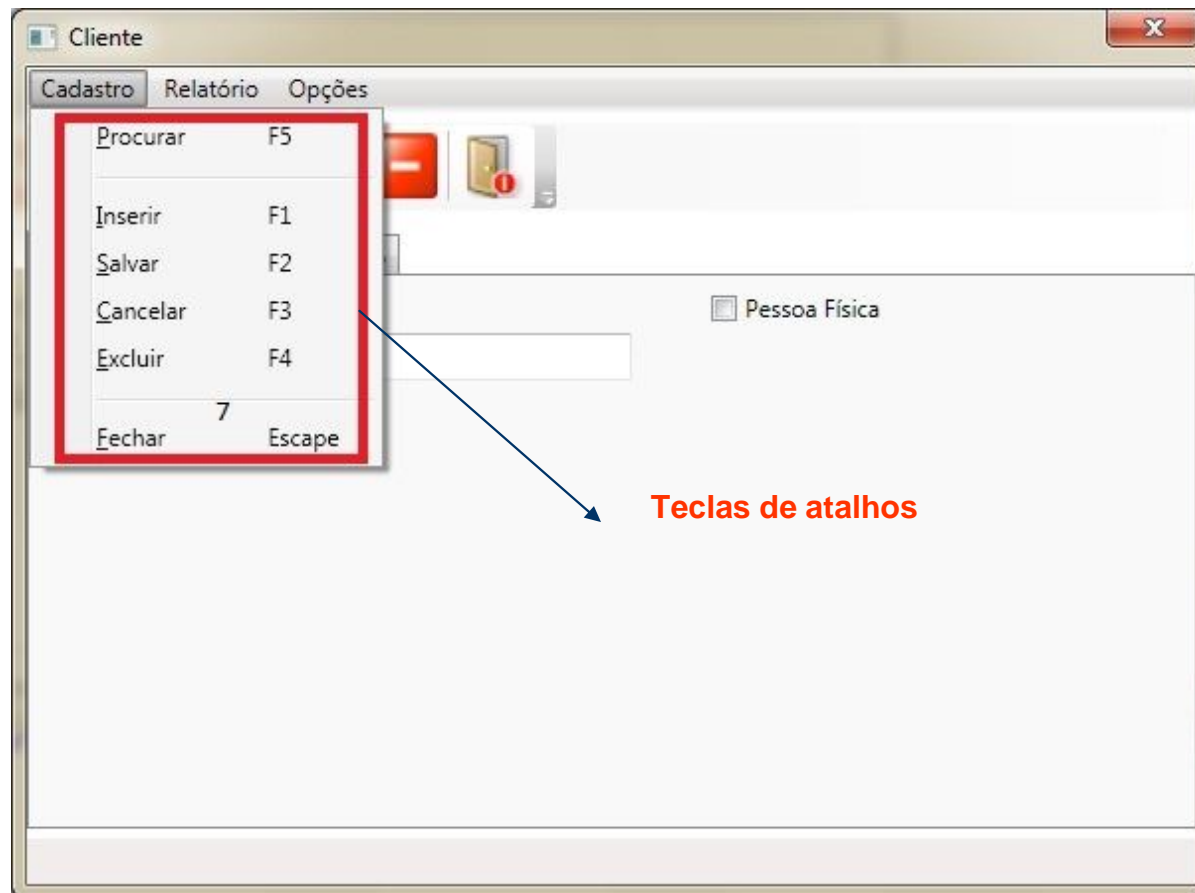 Cliente
Cadastro Relatório Opções
Procurar F5
Inserir F1
Salvar F2
Cancelar F3
Excluir F4
7
Fechar Escape
Pessoa Física
Teclas de atalhos